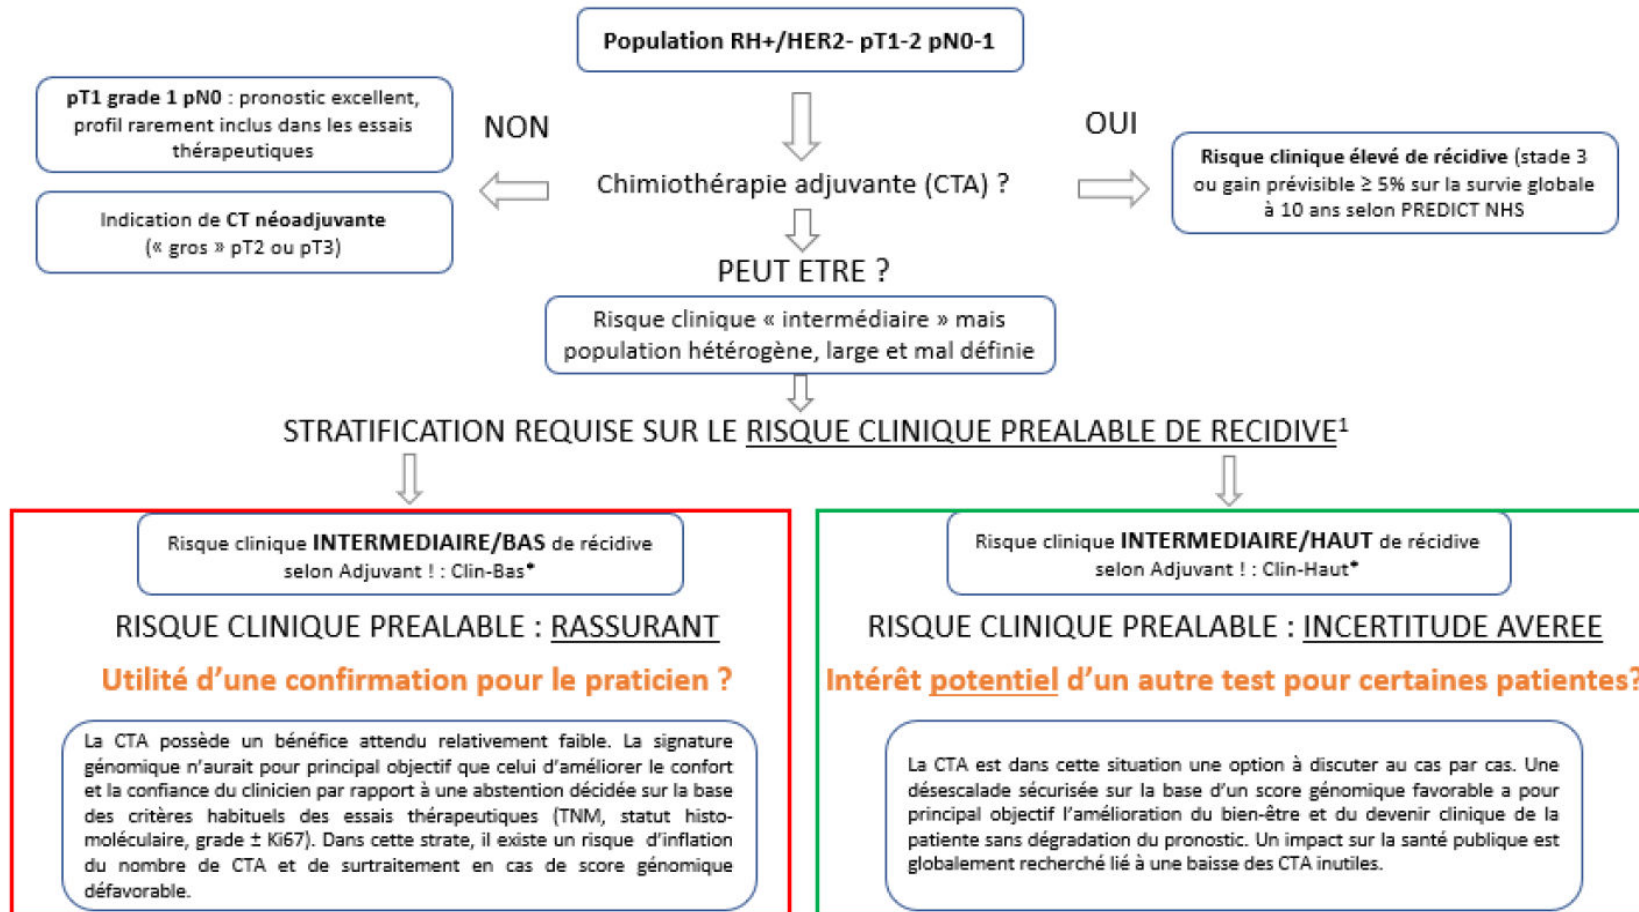 Population RH+/HER2- pT1-2 pN0-1
pT1 grade 1 pN0 : pronostic excellent,
profil rarement inclus dans les essais
thérapeutiques
NON
OUI
Chimiothérapie adjuvante (CTA) ?
Risque clinique élevé de récidive (stade 3
ou gain prévisible ≥ 5% sur la survie globale
à 10 ans selon PREDICT NHS
Indication de CT néoadjuvante
(« gros » pT2 ou pT3)
PEUT ETRE ?
Risque clinique « intermédiaire » mais
population hétérogène, large et mal définie
STRATIFICATION REQUISE SUR LE RISQUE CLINIQUE PREALABLE DE RECIDIVE¹
Risque clinique INTERMEDIAIRE/BAS de récidive
selon Adjuvant ! : Clin-Bas*
RISQUE CLINIQUE PREALABLE : RASSURANT
Utilité d'une confirmation pour le praticien ?
La CTA possède un bénéfice attendu relativement faible. La signature
génomique n'aurait pour principal objectif que celui d'améliorer le confort
et la confiance du clinicien par rapport à une abstention décidée sur la base
des critères habituels des essais thérapeutiques (TNM, statut histo-
moléculaire, grade ± Ki67). Dans cette strate, il existe un risque d'inflation
du nombre de CTA et de surtraitement en cas de score génomique
défavorable.
Risque clinique INTERMEDIAIRE/HAUT de récidive
selon Adjuvant ! : Clin-Haut*
RISQUE CLINIQUE PREALABLE : INCERTITUDE AVEREE
Intérêt potentiel d'un autre test pour certaines patientes?
La CTA est dans cette situation une option à discuter au cas par cas. Une
désescalade sécurisée sur la base d'un score génomique favorable a pour
principal objectif l'amélioration du bien-être et du devenir clinique de la
patiente sans dégradation du pronostic. Un impact sur la santé publique est
globalement recherché lié à une baisse des CTA inutiles.